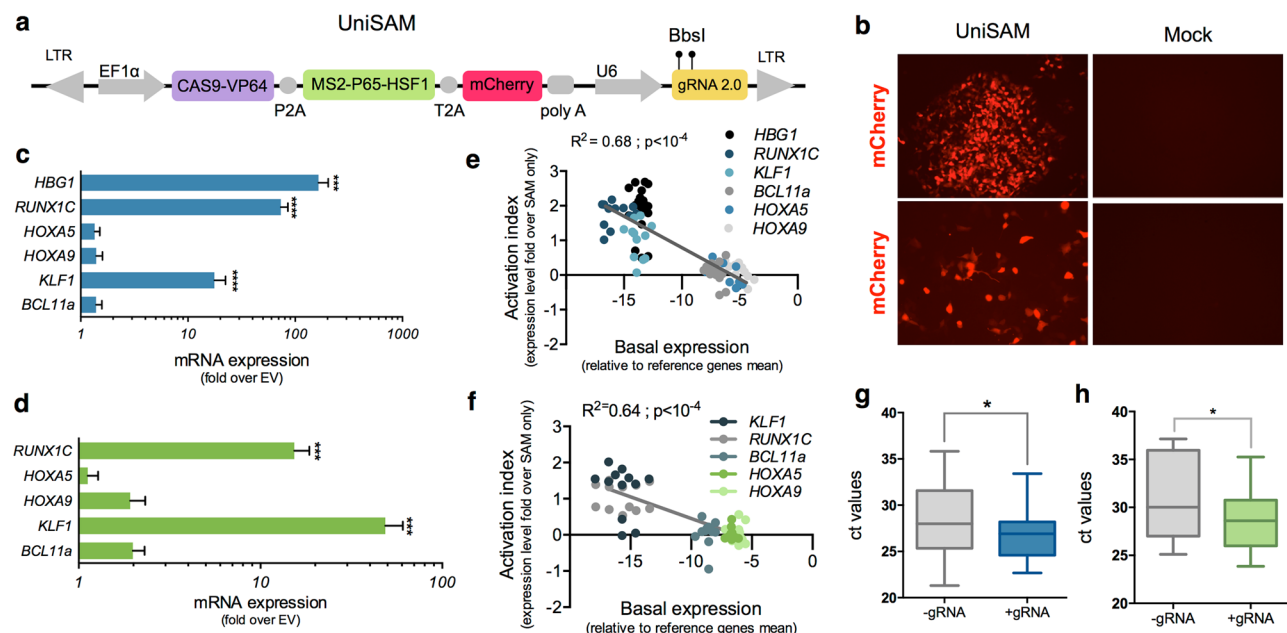 a
UniSAM
BbsI
LTR
EF1α
CAS9-VP64
MS2-P65-HSF1
mCherry
U6
gRNA 2.0
LTR
P2A
T2A
poly A
b
UniSAM
Mock
mCherry
mCherry
c
HBG1
RUNX1C
HOXA5
HOXA9
KLF1
BCL11a
***
****
****
1
10
100
1000
mRNA expression
(fold over EV)
d
RUNX1C
HOXA5
HOXA9
KLF1
BCL11a
***
***
1
10
100
mRNA expression
(fold over EV)
e
R2 = 0.68 ; p<10-4
HBG1
RUNX1C
KLF1
BCL11a
HOXA5
HOXA9
Activation index
(expression level fold over SAM only)
3
2
1
0
-1
-2
-15
-10
-5
0
Basal expression
(relative to reference genes mean)
f
R2=0.64 ; p<10-4
KLF1
RUNX1C
BCL11a
HOXA5
HOXA9
Activation index
(expression level fold over SAM only)
3
2
1
0
-1
-2
-15
-10
-5
0
Basal expression
(relative to reference genes mean)
g
*
ct values
40
35
30
25
20
-gRNA
+gRNA
h
*
ct values
40
35
30
25
20
-gRNA
+gRNA